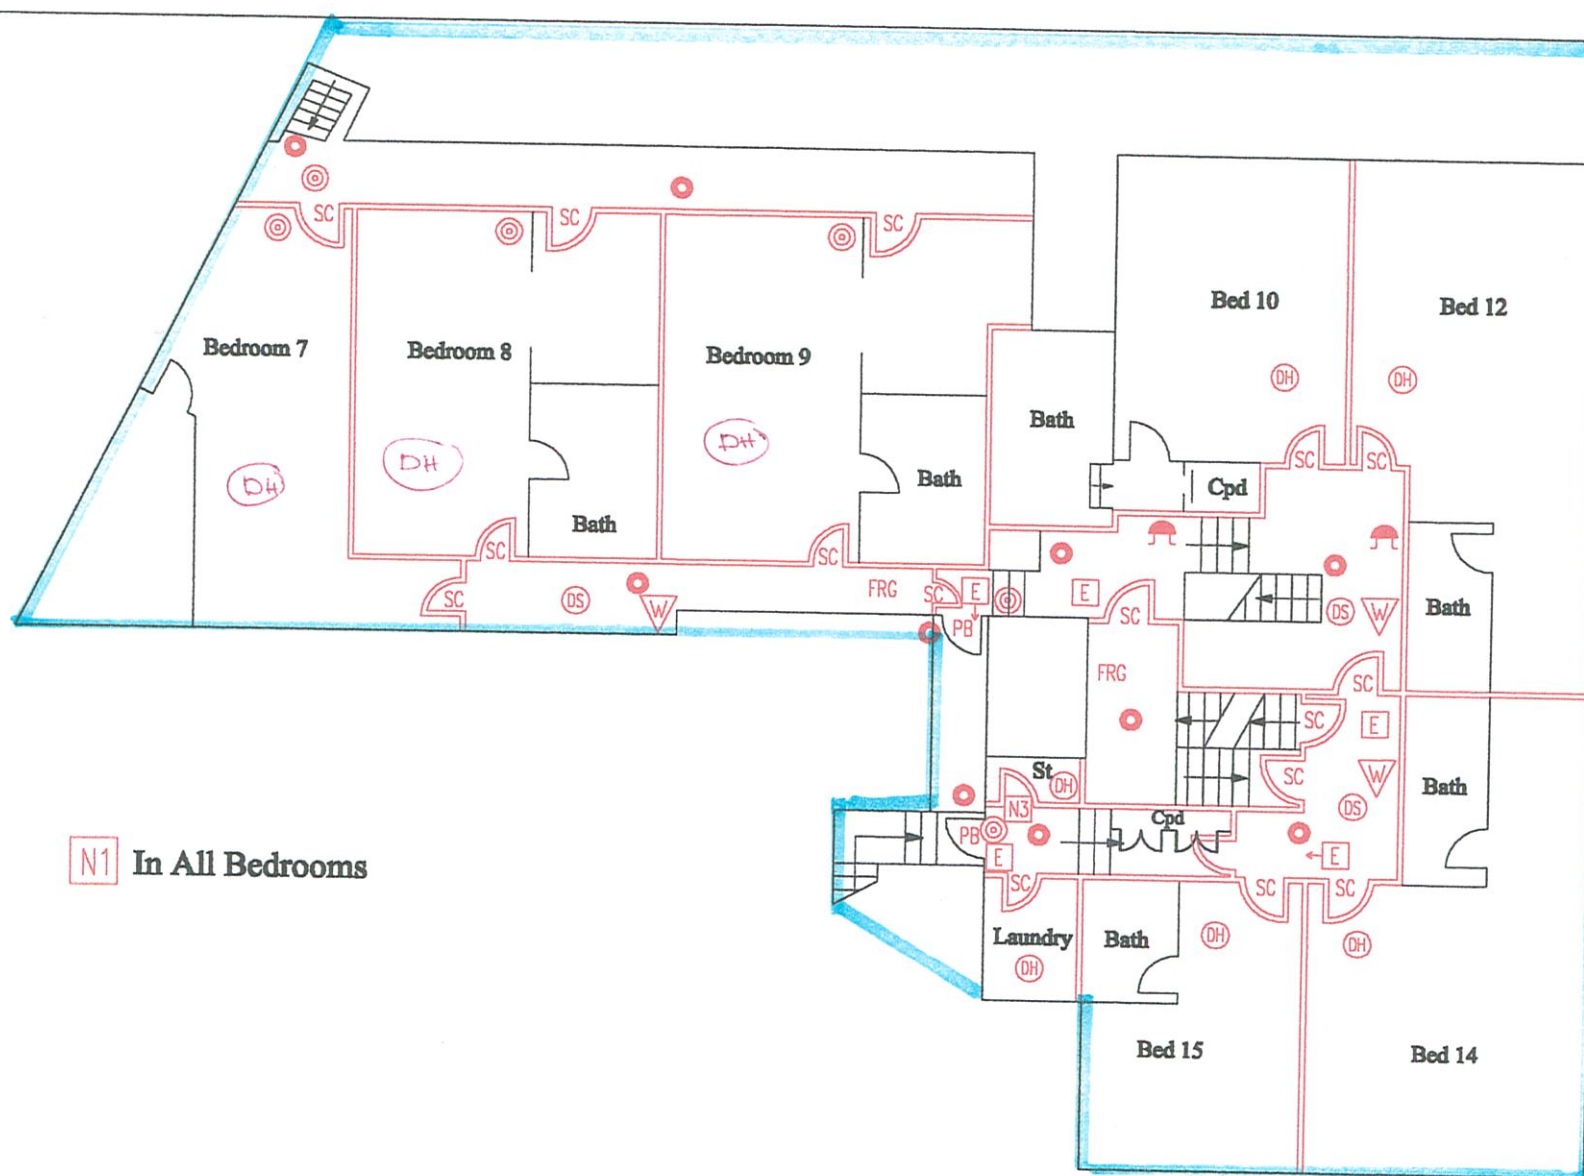 SC
SC
SC
Bed 10
Bed 12
Bedroom 7
Bedroom 8
Bedroom 9
DH
DH
Bath
DH
DH
DH
SC
SC
Bath
Cpd
Bath
SC
SC
SC
DS
W
FRG
SC
E
E
PB
SC
DS
W
Bath
FRG
SC
SC
E
St
DH
SC
W
Bath
N3
DS
Cpd
PB
E
E
N1 In All Bedrooms
SC
SC
SC
Laundry
Bath
DH
DH
DH
Bed 15
Bed 14